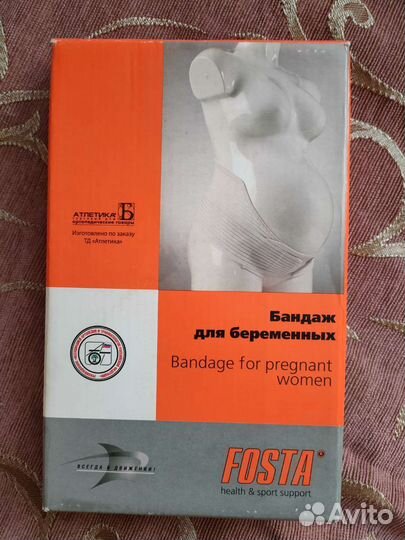 АТЛЕТИКА
ортопедические товары
Изготовлено по заказу
ТД «Атлетика»
Бандаж
для беременных
Bandage for pregnant
women
ВСЕГДА В ДВИЖЕНИИ!
FOSTA®
health & sport support
Avito